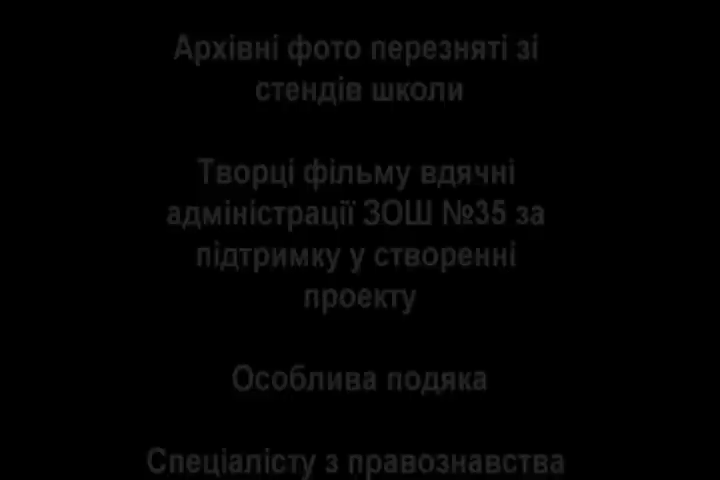 Архівні фото перезняті зі
стендів школи
Творці фільму вдячні
адміністрації ЗОШ №35 за
підтримку у створенні
проекту
Особлива подяка
Спеціалісту з правознавства